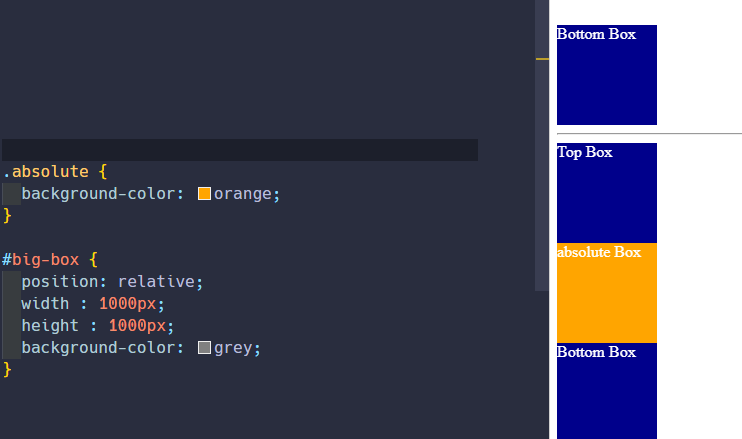 .absolute {
background-color: orange;
}
#big-box {
position: relative;
width : 1000px;
height : 1000px;
background-color: grey;
}
Bottom Box
Top Box
absolute Box
Bottom Box